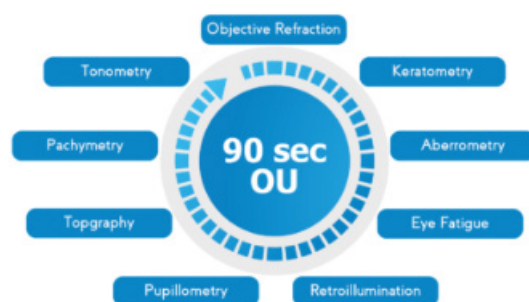 Objective Refraction
Tonometry
Keratometry
90 sec
OU
Pachymetry
Aberrometry
Topgraphy
Eye Fatigue
Pupillometry
Retroillumination